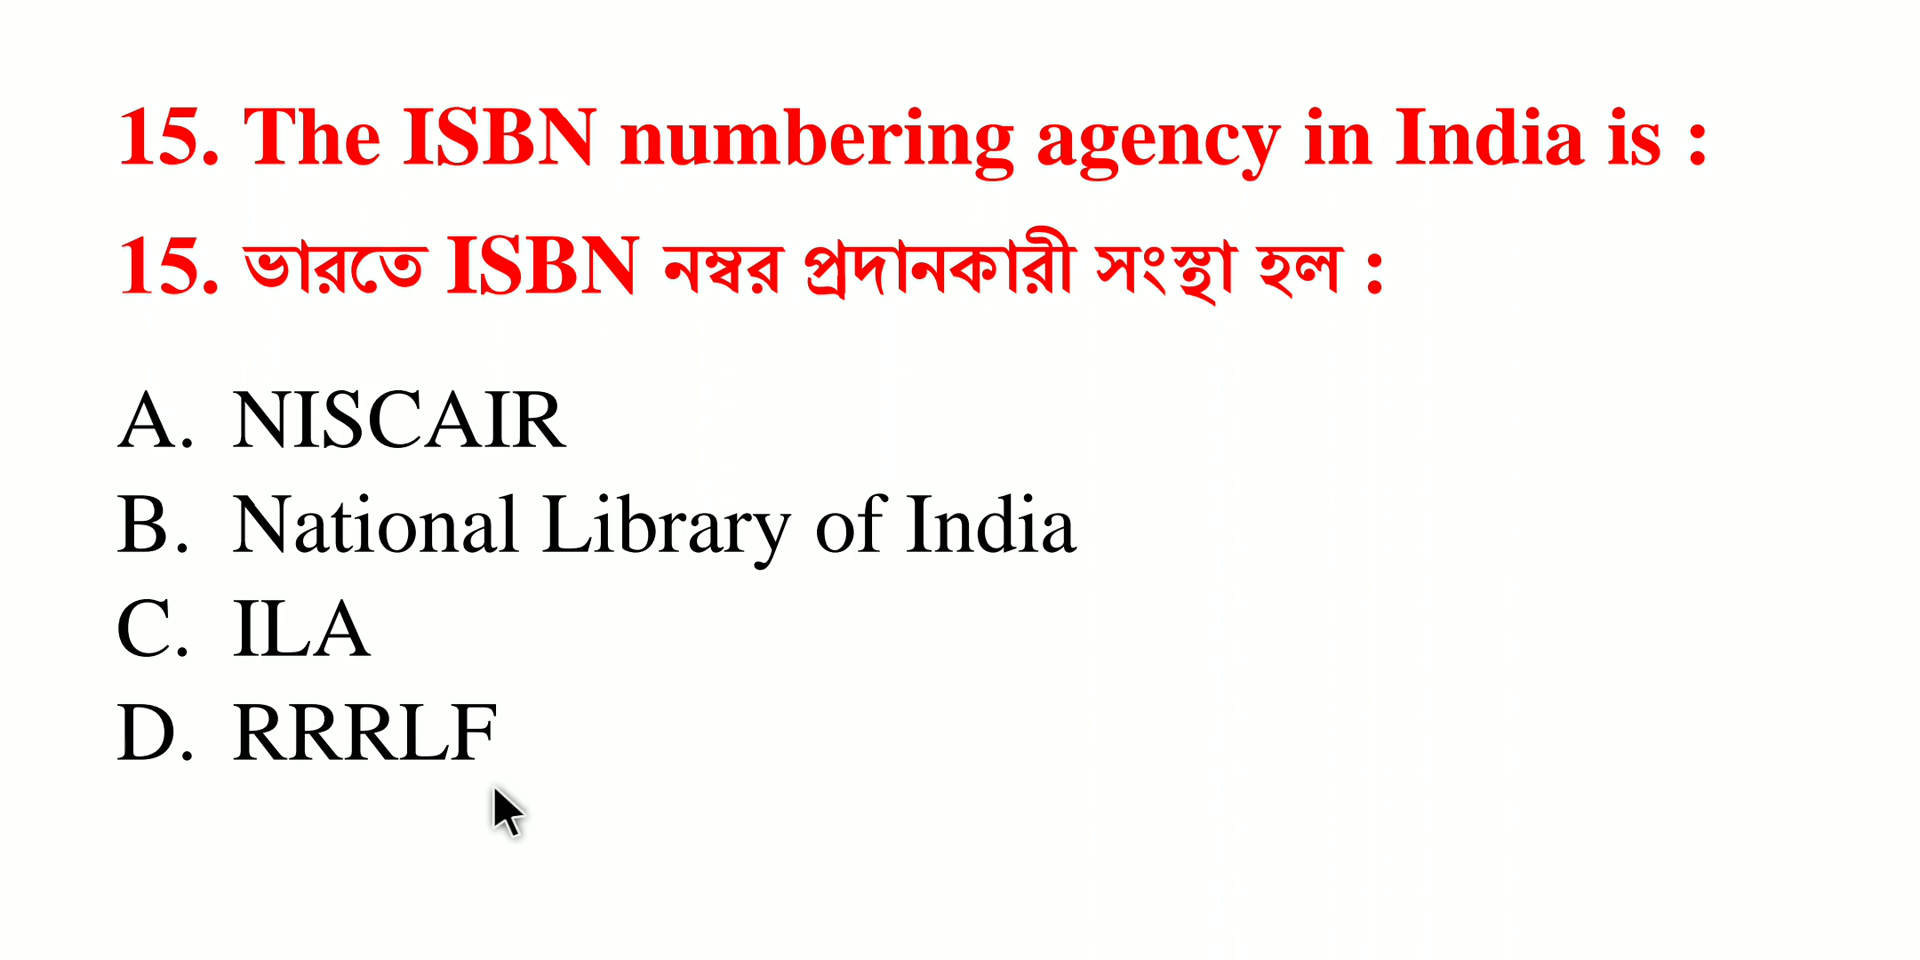 15. The ISBN numbering agency in India is :
15. ভারতে ISBN নম্বর প্রদানকারী সংস্থা হল :
A. NISCAIR
B. National Library of India
C. ILA
D. RRRLF